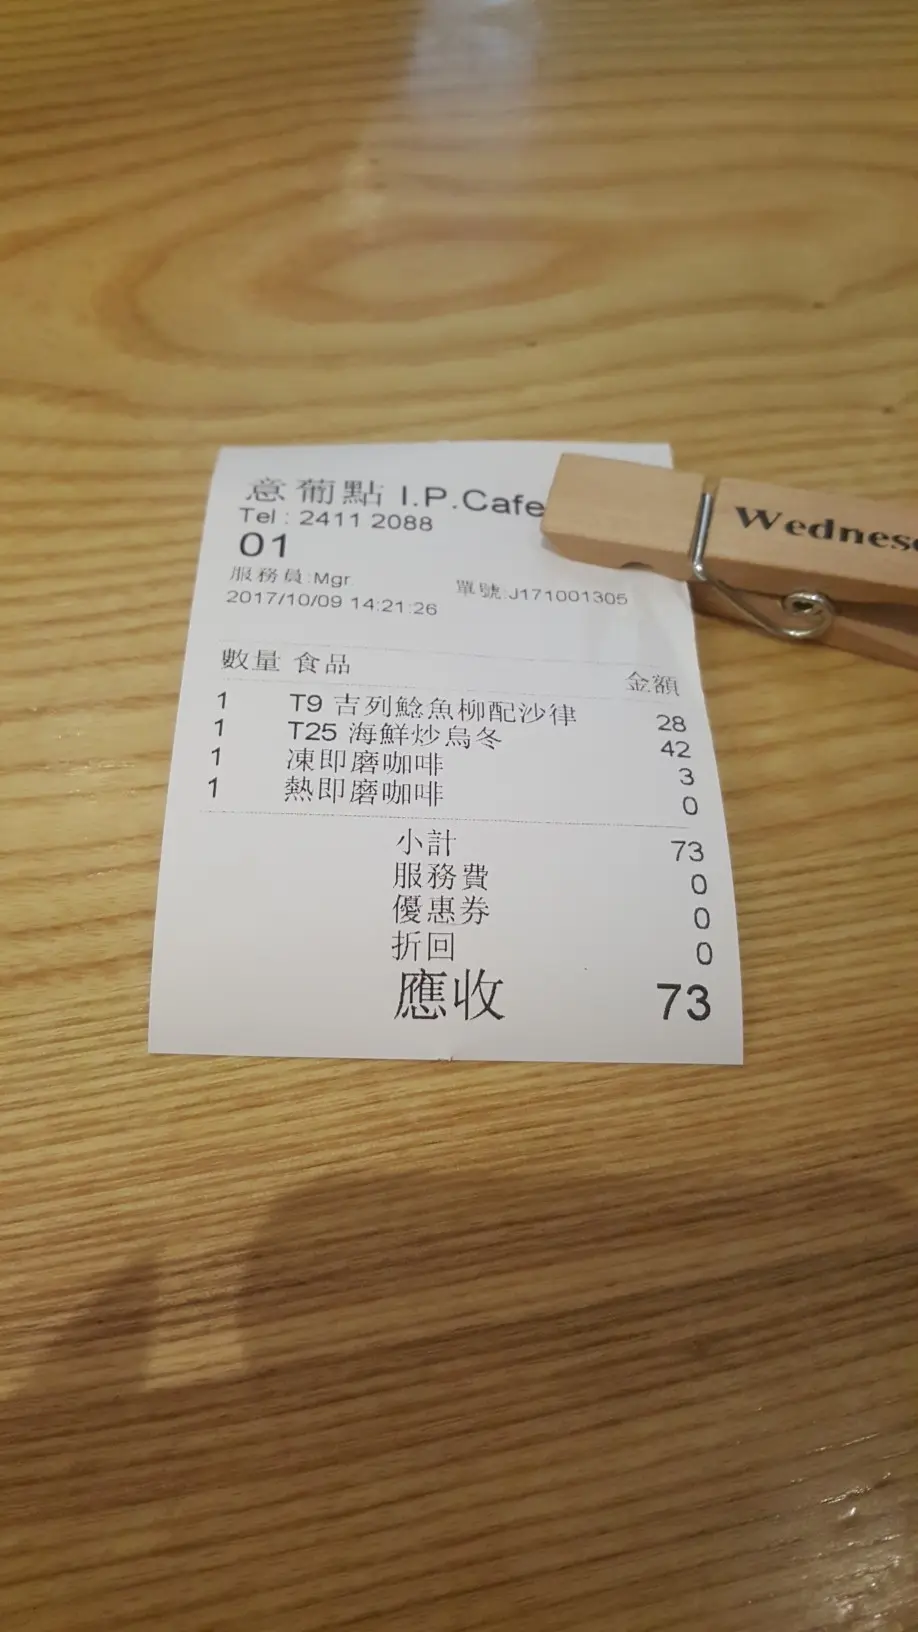 意葡點 I.P.Cafe
Tel : 2411 2088
01
服務員:Mgr
單號:J171001305
2017/10/09 14:21:26
數量 食品 金額
1 T9 吉列鯰魚柳配沙律 28
1 T25 海鮮炒烏冬 42
1 凍即磨咖啡 3
1 熱即磨咖啡 0
小計 73
服務費 0
優惠券 0
折回 0
應收 73